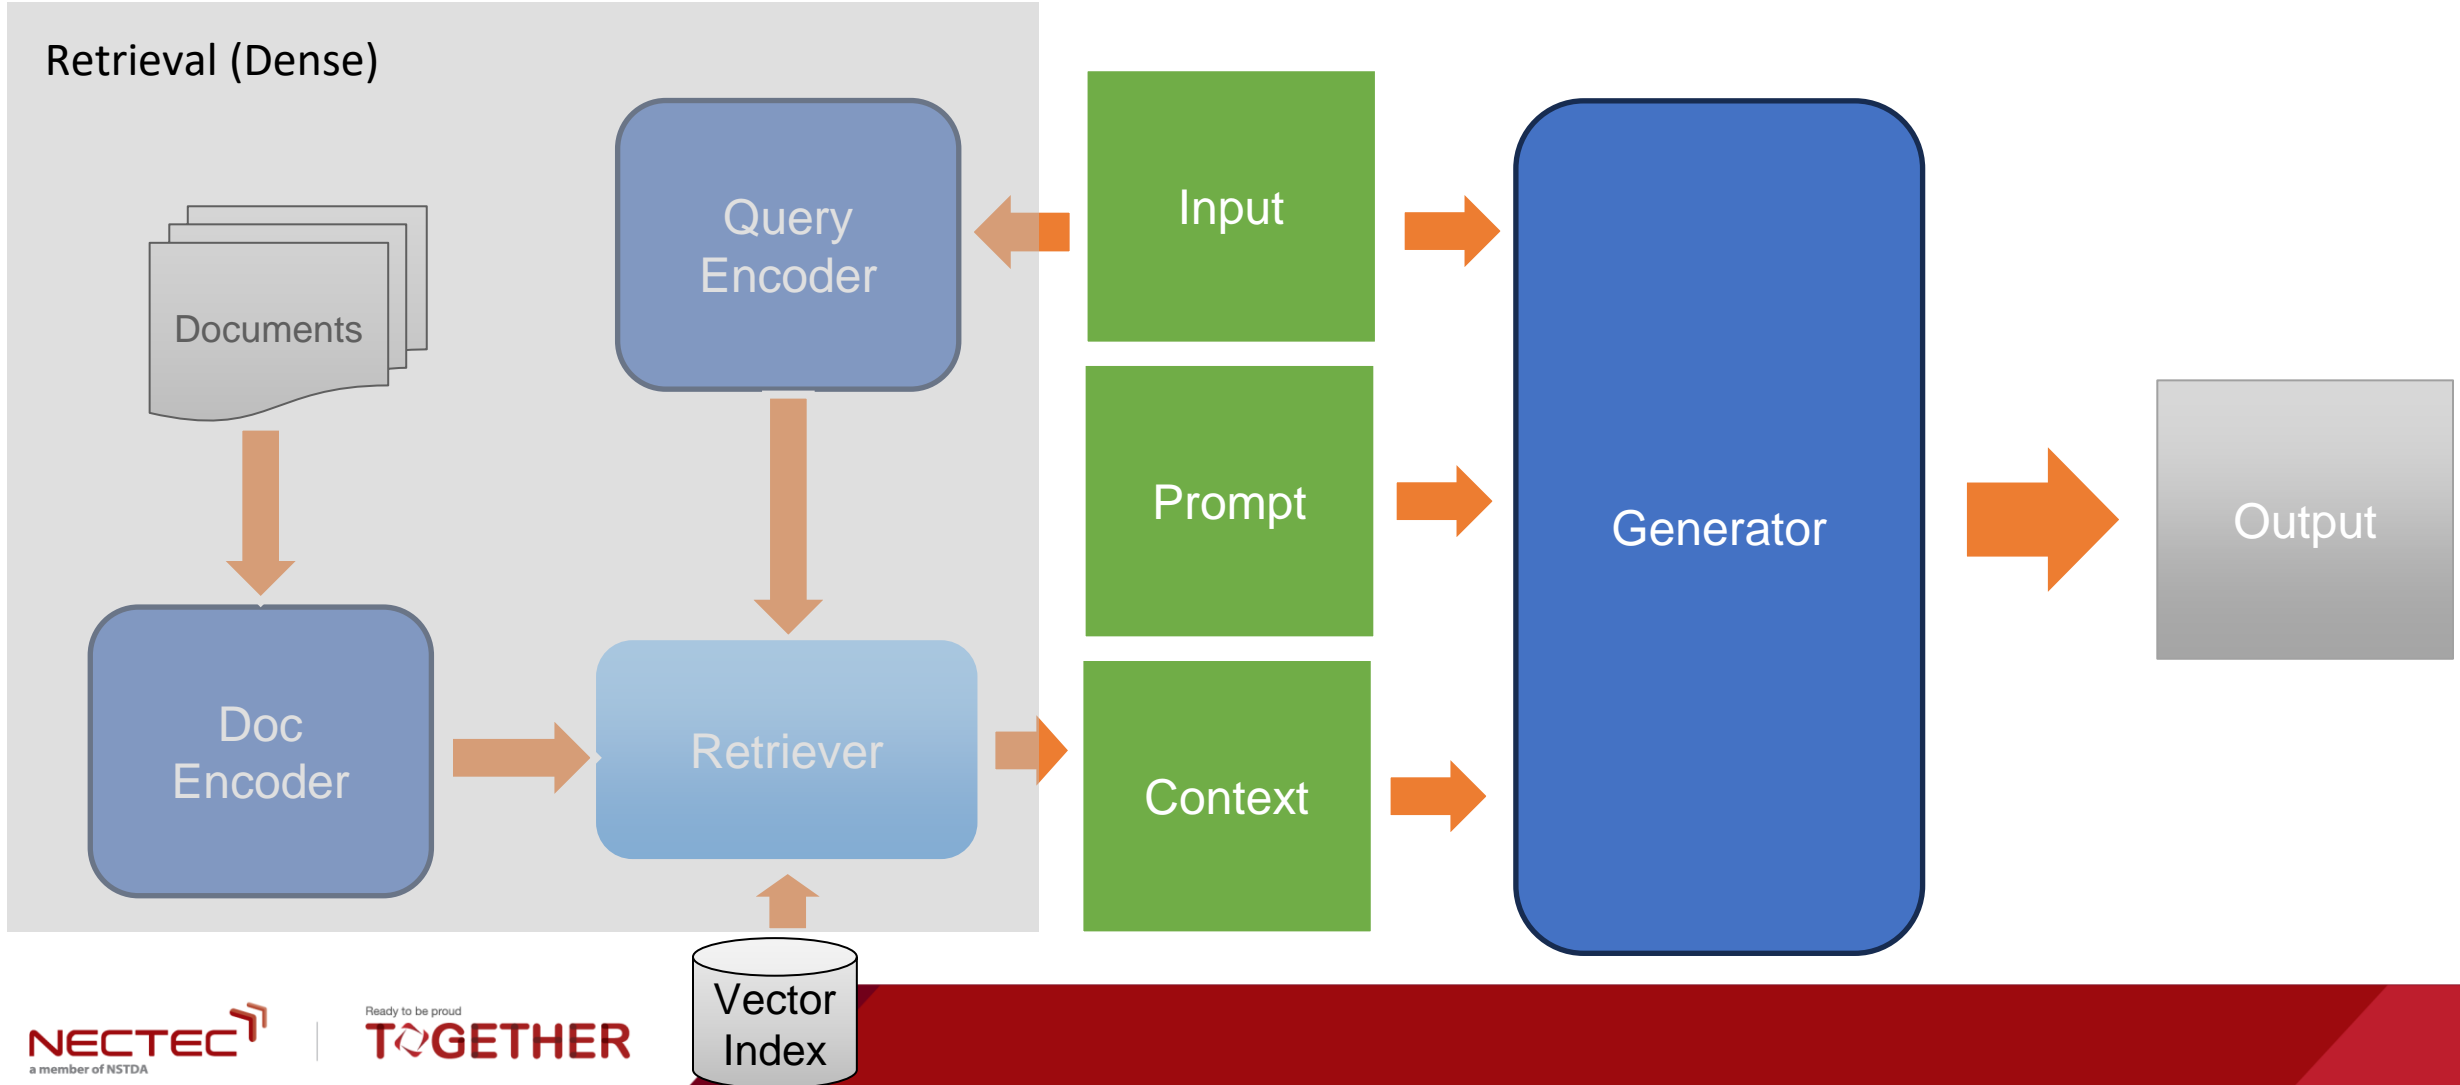 Retrieval (Dense)
Documents
Query
Encoder
Doc
Encoder
Retriever
Vector
Index
Input
Prompt
Context
Generator
Output
NECTEC
a member of NSTDA
Ready to be proud
TOGETHER